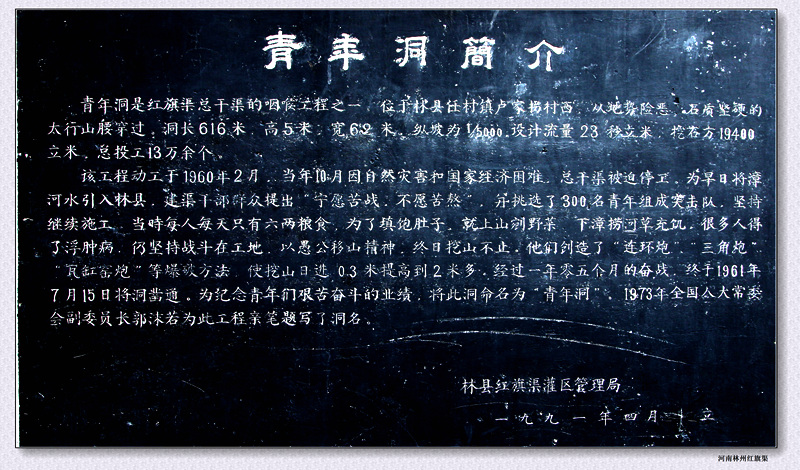 青年洞簡介
青年洞是红旗渠总干渠的咽喉工程之一 位于林县任村镇卢家拐村西 从地势险恶，石质坚硬的
太行山腰穿过，洞长616米 高5米 宽6.2米，纵坡为1/5000，设计流量23秒立米，挖石方19400
立米，总投工13万余个。
该工程动工于1960年2月，当年10月因自然灾害和国家经济困难，总干渠被迫停工，为早日将漳
河水引入林县，建渠干部群众提出“宁愿苦战，不愿苦熬”，并挑选了300名青年组成突击队，坚持
继续施工，当時每人每天只有六两粮食，为了填饱肚子，就上山剜野菜 下漳捞河草充饥，很多人得
了浮肿病，仍坚持战斗在工地，以愚公移山精神，终日挖山不止，他们创造了“连环炮”，“三角炮”
“瓦缸窑炮”等爆破方法，使挖山日进 0.3米提高到2米多，经过一年零五个月的奋战，终于1961年
7月15日将洞凿通，为纪念青年们艰苦奋斗的业绩，将此洞命名为“青年洞”，1973年全国人大常委
会副委员长郭沫若为此工程亲笔题写了洞名。
林县红旗渠灌区管理局
一九九一年四月 立
河南林州红旗渠